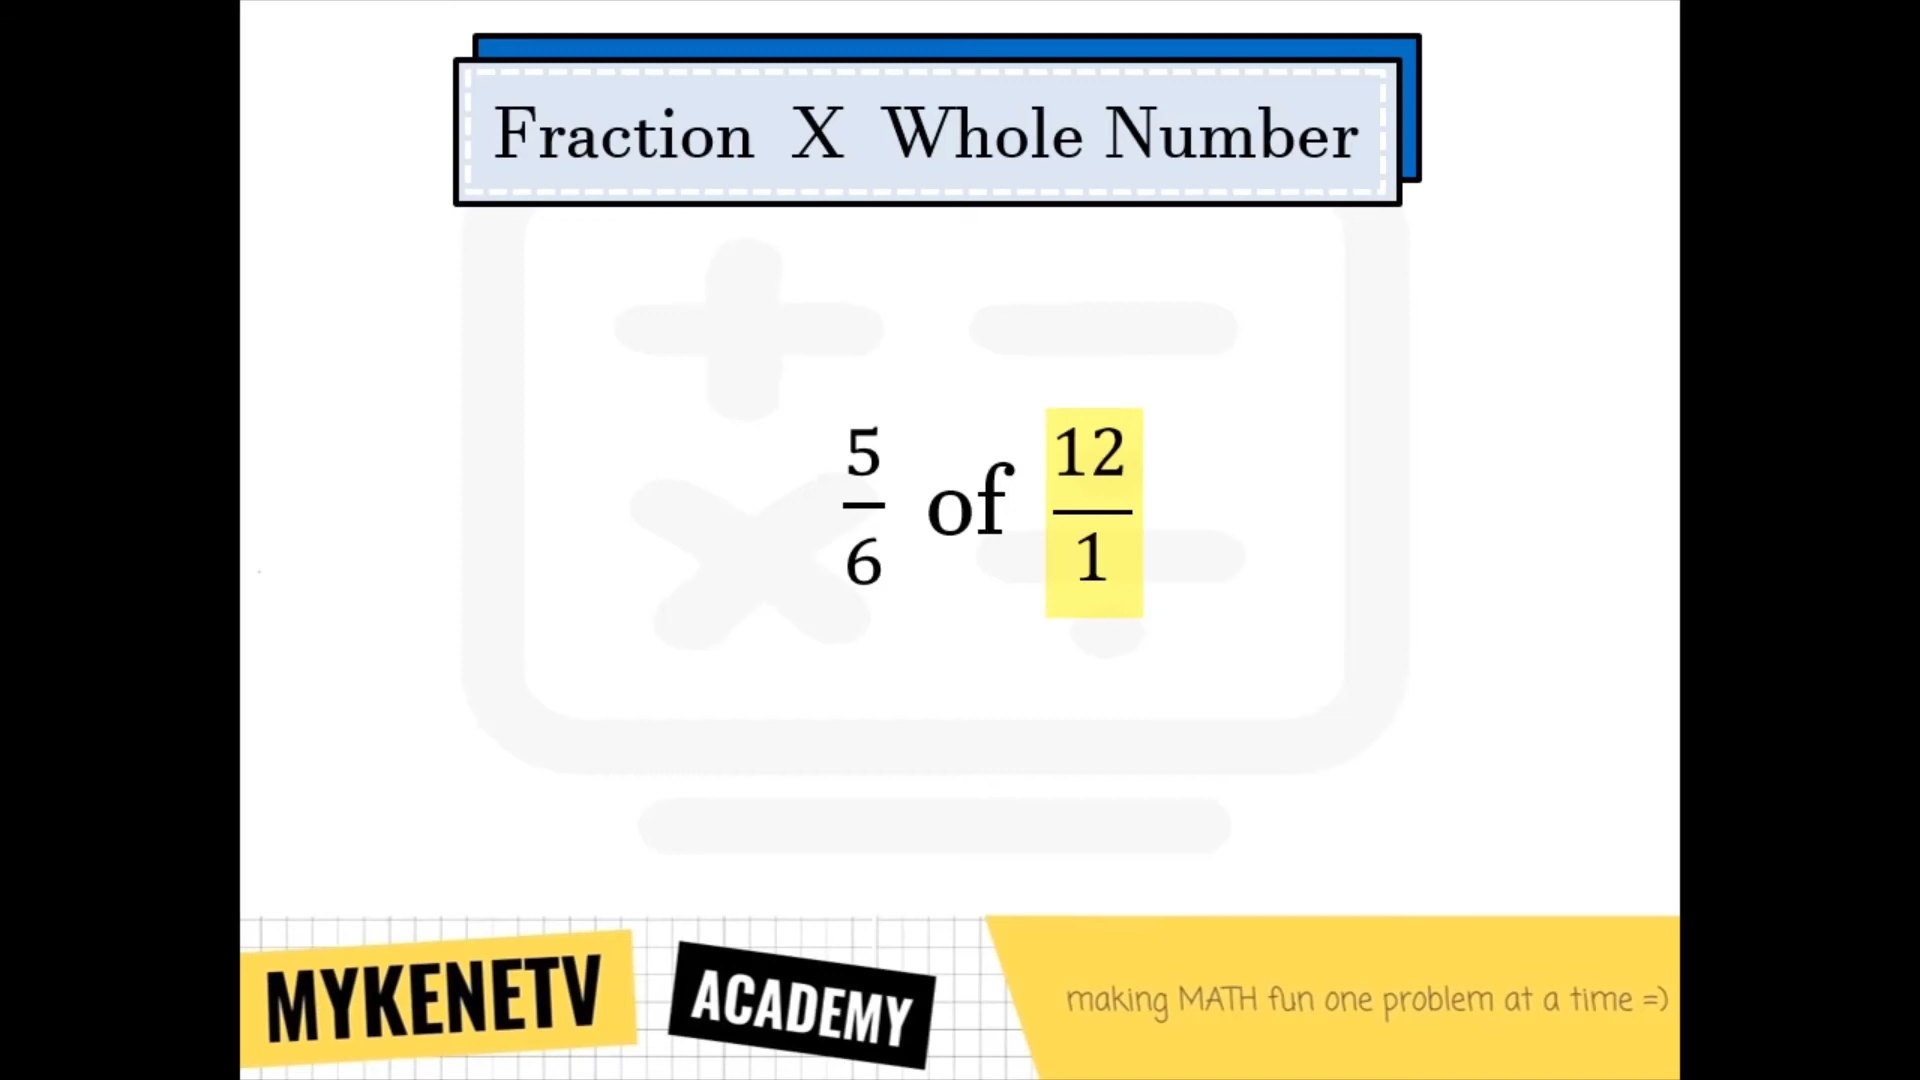 Fraction X Whole Number
5/6 of 12/1
MYKENETV ACADEMY
making MATH fun one problem at a time =)